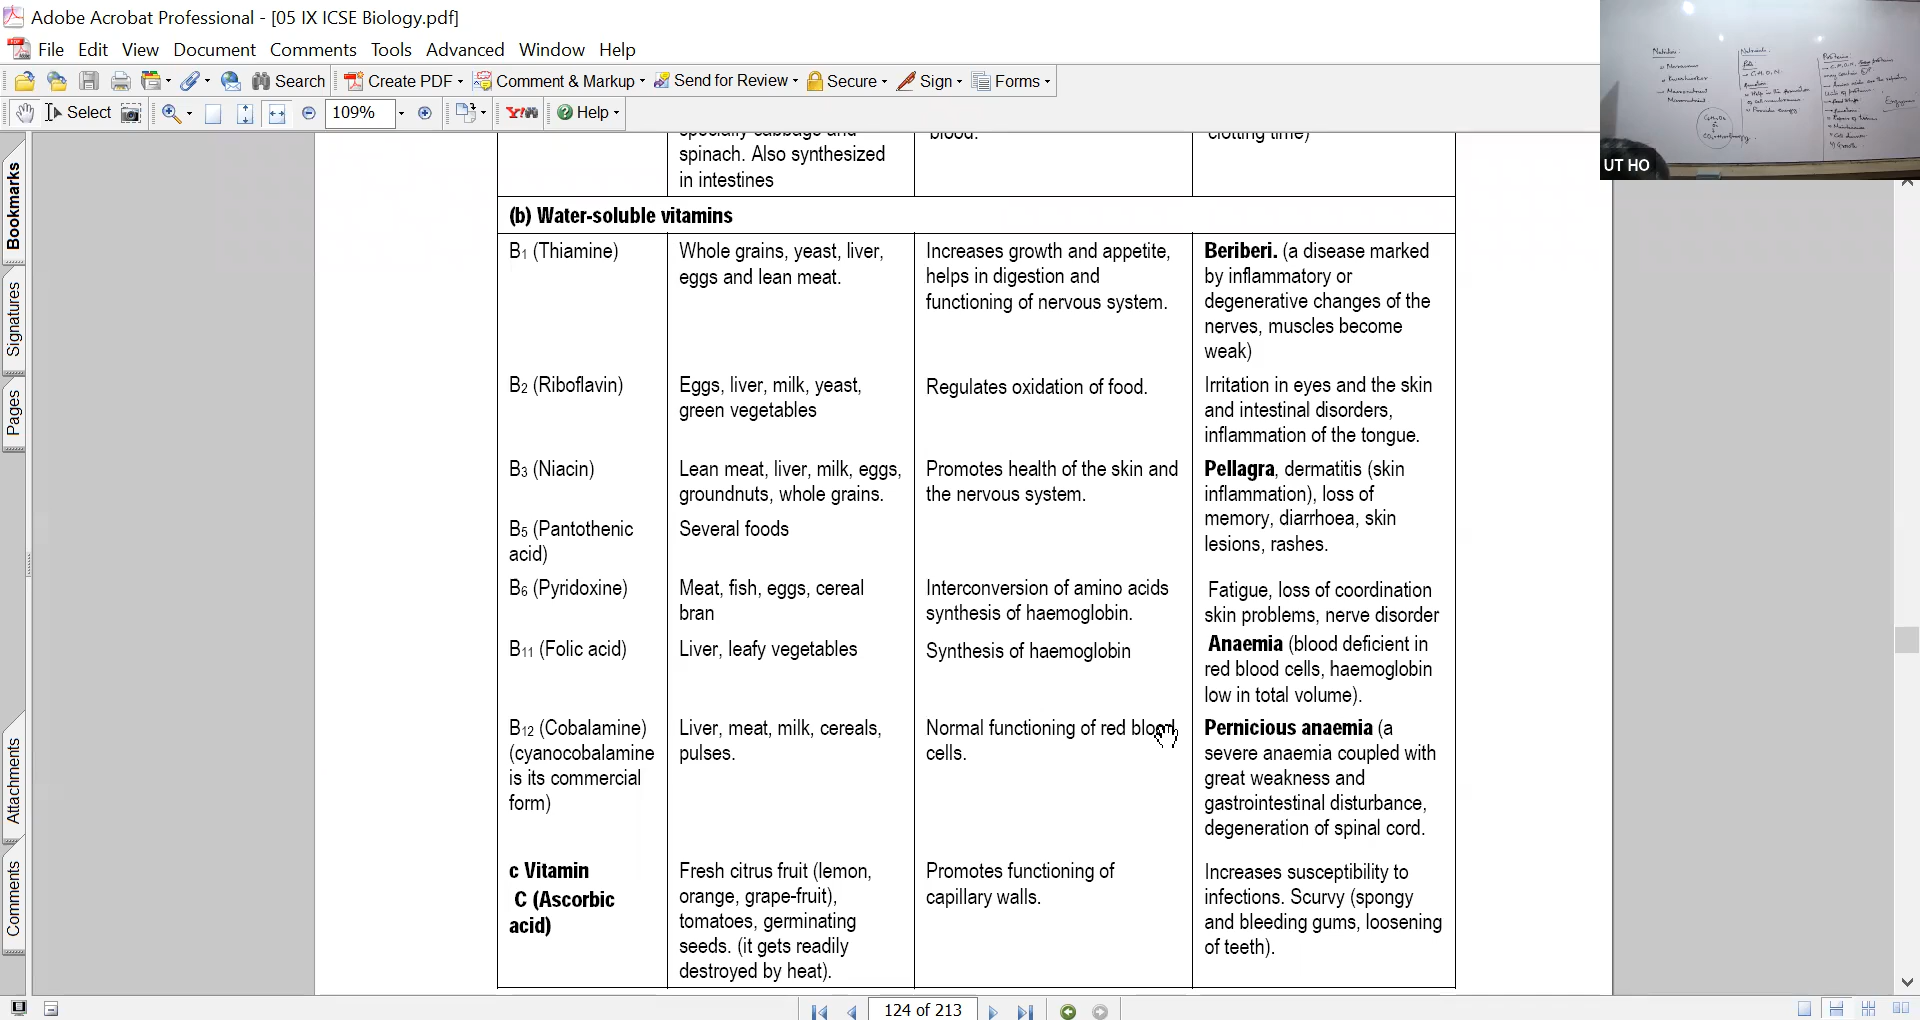 Adobe Acrobat Professional - [05 IX ICSE Biology.pdf]
File Edit View Document Comments Tools Advanced Window Help
Search Create PDF Comment & Markup Send for Review Secure Sign Forms
Select 109% Y! Help
UT HO
Bookmarks
Signatures
Pages
Attachments
Comments
specially cabbage and
spinach. Also synthesized
in intestines
blood.
clotting time)
(b) Water-soluble vitamins
B1 (Thiamine)
Whole grains, yeast, liver,
eggs and lean meat.
Increases growth and appetite,
helps in digestion and
functioning of nervous system.
Beriberi. (a disease marked
by inflammatory or
degenerative changes of the
nerves, muscles become
weak)
B2 (Riboflavin)
Eggs, liver, milk, yeast,
green vegetables
Regulates oxidation of food.
Irritation in eyes and the skin
and intestinal disorders,
inflammation of the tongue.
B3 (Niacin)
Lean meat, liver, milk, eggs,
groundnuts, whole grains.
Promotes health of the skin and
the nervous system.
Pellagra, dermatitis (skin
inflammation), loss of
memory, diarrhoea, skin
lesions, rashes.
B5 (Pantothenic
acid)
Several foods
B6 (Pyridoxine)
Meat, fish, eggs, cereal
bran
Interconversion of amino acids
synthesis of haemoglobin.
Fatigue, loss of coordination
skin problems, nerve disorder
B11 (Folic acid)
Liver, leafy vegetables
Synthesis of haemoglobin
Anaemia (blood deficient in
red blood cells, haemoglobin
low in total volume).
B12 (Cobalamine)
(cyanocobalamine
is its commercial
form)
Liver, meat, milk, cereals,
pulses.
Normal functioning of red blood
cells.
Pernicious anaemia (a
severe anaemia coupled with
great weakness and
gastrointestinal disturbance,
degeneration of spinal cord.
c Vitamin
C (Ascorbic
acid)
Fresh citrus fruit (lemon,
orange, grape-fruit),
tomatoes, germinating
seeds. (it gets readily
destroyed by heat).
Promotes functioning of
capillary walls.
Increases susceptibility to
infections. Scurvy (spongy
and bleeding gums, loosening
of teeth).
124 of 213